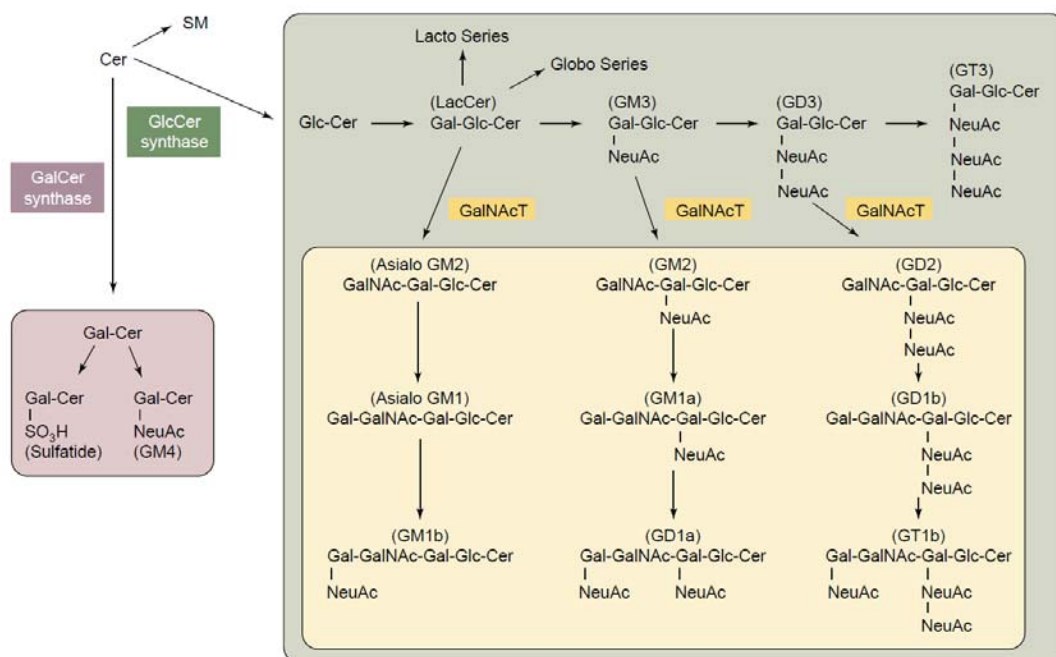 SM
Cer
GlcCer
synthase
GalCer
synthase
Gal-Cer
Gal-Cer
SO3H
(Sulfatide)
Gal-Cer
NeuAc
(GM4)
Lacto Series
Globo Series
Glc-Cer
(LacCer)
Gal-Glc-Cer
(GM3)
Gal-Glc-Cer
NeuAc
(GD3)
Gal-Glc-Cer
NeuAc
NeuAc
(GT3)
Gal-Glc-Cer
NeuAc
NeuAc
NeuAc
GalNAcT
GalNAcT
GalNAcT
(Asialo GM2)
GalNAc-Gal-Glc-Cer
(GM2)
GalNAc-Gal-Glc-Cer
NeuAc
(GD2)
GalNAc-Gal-Glc-Cer
NeuAc
NeuAc
(Asialo GM1)
Gal-GalNAc-Gal-Glc-Cer
(GM1a)
Gal-GalNAc-Gal-Glc-Cer
NeuAc
(GD1b)
Gal-GalNAc-Gal-Glc-Cer
NeuAc
NeuAc
(GM1b)
Gal-GalNAc-Gal-Glc-Cer
NeuAc
(GD1a)
Gal-GalNAc-Gal-Glc-Cer
NeuAc NeuAc
(GT1b)
Gal-GalNAc-Gal-Glc-Cer
NeuAc NeuAc
NeuAc